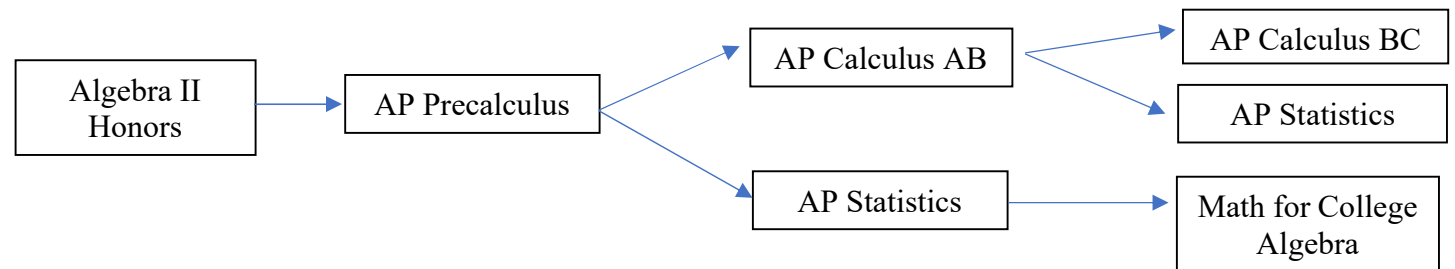 Algebra II
Honors
AP Precalculus
AP Calculus AB
AP Calculus BC
AP Statistics
AP Statistics
Math for College
Algebra